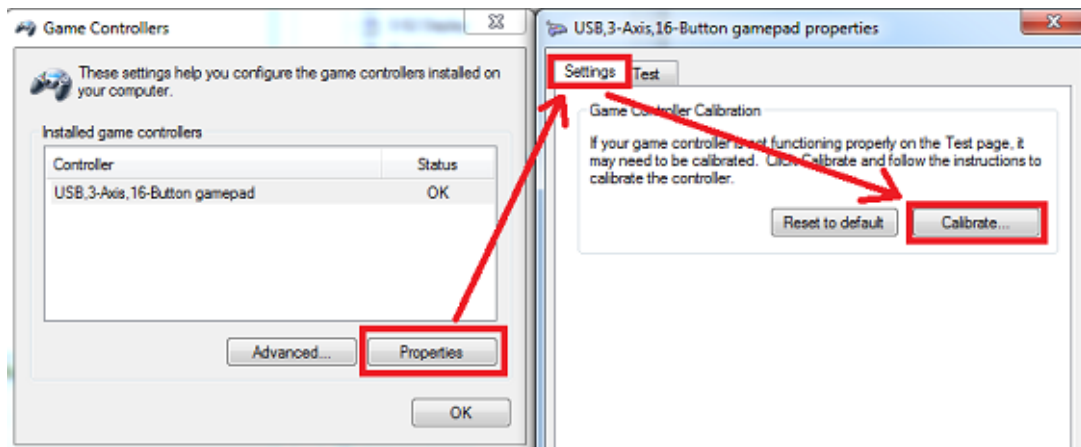 Game Controllers
These settings help you configure the game controllers installed on
your computer.
Installed game controllers
Controller Status
USB,3-Axis,16-Button gamepad OK
Advanced... Properties
OK
USB,3-Axis,16-Button gamepad properties
Settings Test
Game Controller Calibration
If your game controller is not functioning properly on the Test page, it
may need to be calibrated. Click Calibrate and follow the instructions to
calibrate the controller.
Reset to default Calibrate...